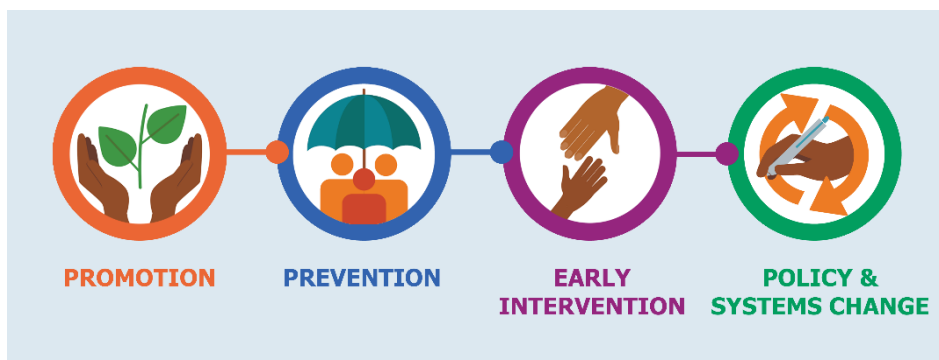 PROMOTION
PREVENTION
EARLY
INTERVENTION
POLICY &
SYSTEMS CHANGE